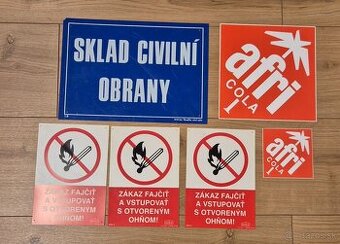 SKLAD CIVILNÍ
OBRANY
afri
COLA
ZÁKAZ FAJČIŤ
A VSTUPOVAŤ
S OTVORENÝM
OHŇOM!
ZÁKAZ FAJČIŤ
A VSTUPOVAŤ
S OTVORENÝM
OHŇOM!
ZÁKAZ FAJČIŤ
A VSTUPOVAŤ
S OTVORENÝM
OHŇOM!
afri
COLA